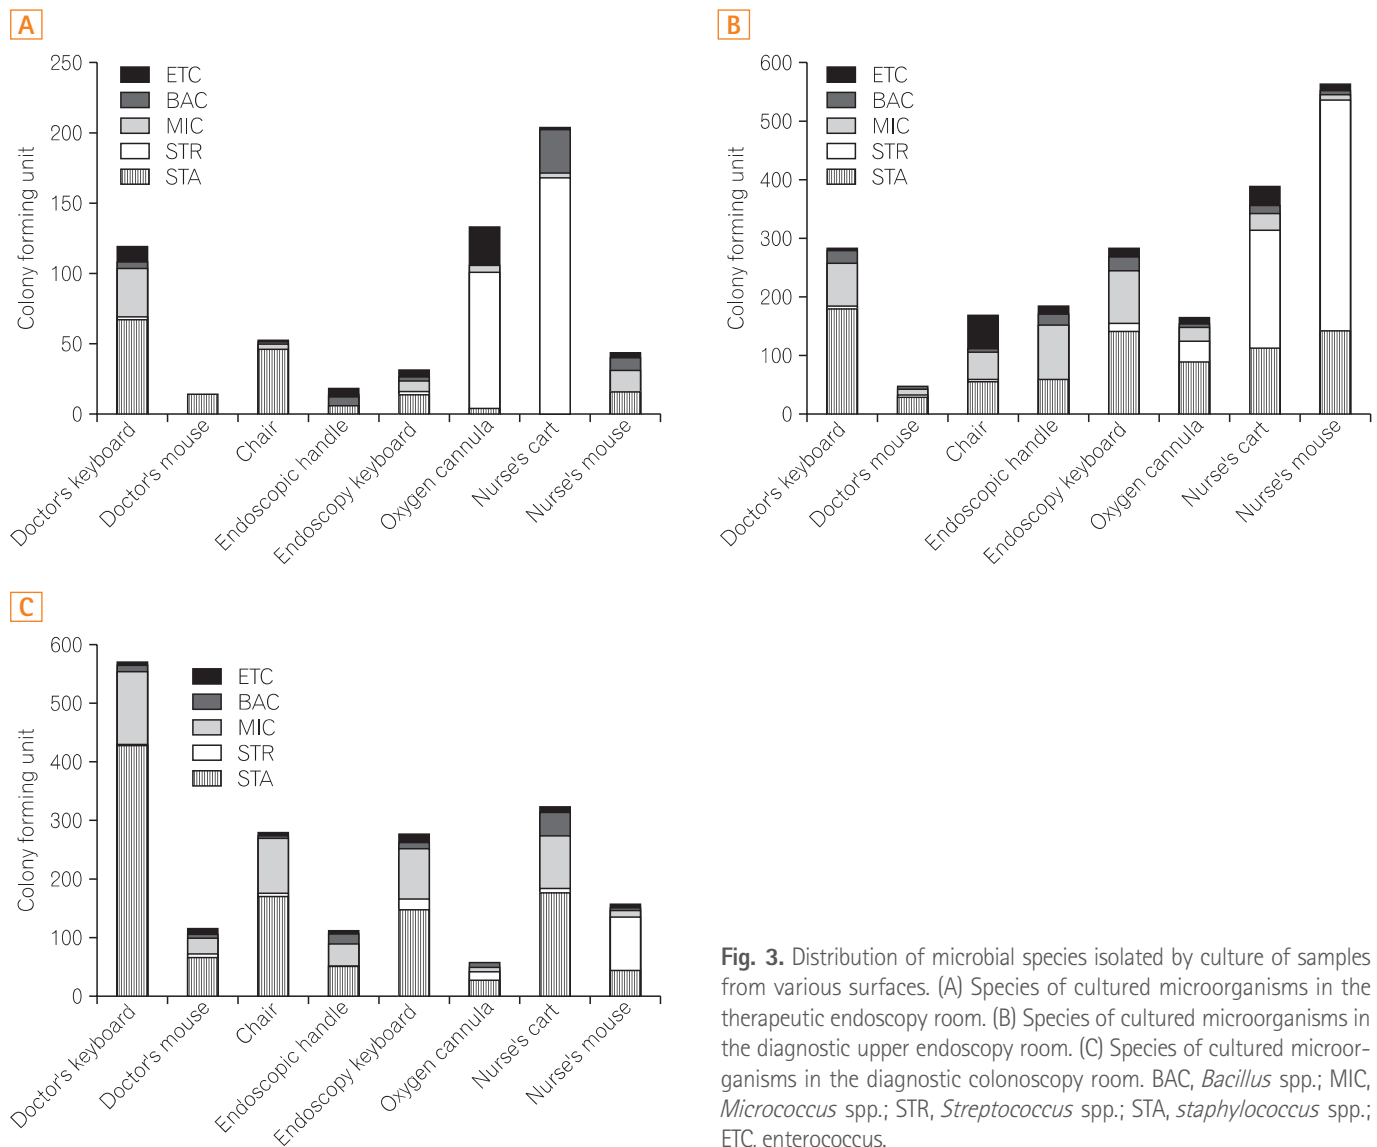 A
250
200
150
100
50
0
Colony forming unit
ETC
BAC
MIC
STR
STA
Doctor's keyboard
Doctor's mouse
Chair
Endoscopic handle
Endoscopy keyboard
Oxygen cannula
Nurse's cart
Nurse's mouse
B
600
500
400
300
200
100
0
Colony forming unit
ETC
BAC
MIC
STR
STA
Doctor's keyboard
Doctor's mouse
Chair
Endoscopic handle
Endoscopy keyboard
Oxygen cannula
Nurse's cart
Nurse's mouse
C
600
500
400
300
200
100
0
Colony forming unit
ETC
BAC
MIC
STR
STA
Doctor's keyboard
Doctor's mouse
Chair
Endoscopic handle
Endoscopy keyboard
Oxygen cannula
Nurse's cart
Nurse's mouse
Fig. 3. Distribution of microbial species isolated by culture of samples
from various surfaces. (A) Species of cultured microorganisms in the
therapeutic endoscopy room. (B) Species of cultured microorganisms in
the diagnostic upper endoscopy room. (C) Species of cultured microor-
ganisms in the diagnostic colonoscopy room. BAC, Bacillus spp.; MIC,
Micrococcus spp.; STR, Streptococcus spp.; STA, staphylococcus spp.;
ETC, enterococcus.